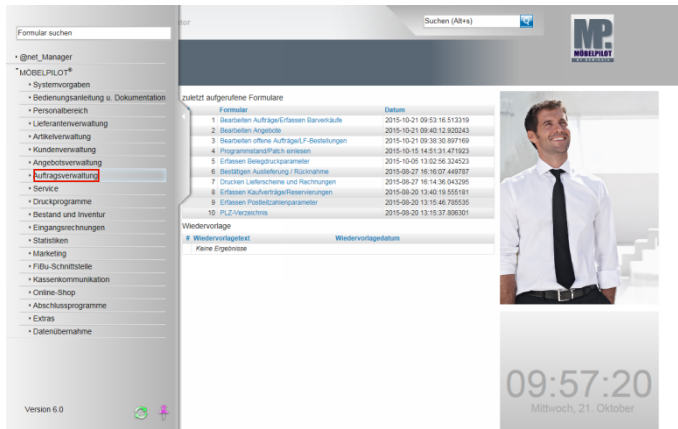 Formular suchen
tor
Suchen (Alt+s)
MP.
MÖBELPILOT
@net_Manager
MÖBELPILOT®
Systemvorgaben
Bedienungsanleitung u. Dokumentation
Personalbereich
Lieferantenverwaltung
Artikelverwaltung
Kundenverwaltung
Angebotsverwaltung
Auftragsverwaltung
Service
Druckprogramme
Bestand und Inventur
Eingangsrechnungen
Statistiken
Marketing
FiBu-Schnittstelle
Kassenkommunikation
Online-Shop
Abschlussprogramme
Extras
Datenübernahme
Version 6.0
zuletzt aufgerufene Formulare
Formular Datum
1 Bearbeiten Aufträge/Erfassen Barverkäufe 2015-10-21 09:53:16.513319
2 Bearbeiten Angebote 2015-10-21 09:40:12.920243
3 Bearbeiten offene Aufträge/LF-Bestellungen 2015-10-21 09:38:30.897169
4 Programmstand/Patch einlesen 2015-10-15 14:51:31.471923
5 Erfassen Belegdruckparameter 2015-10-05 13:02:56.324523
6 Bestätigen Auslieferung / Rücknahme 2015-08-27 16:16:07.449787
7 Drucken Lieferscheine und Rechnungen 2015-08-27 16:14:36.043295
8 Erfassen Kaufverträge/Reservierungen 2015-08-20 13:40:19.555181
9 Erfassen Postleitzahlenparameter 2015-08-20 13:15:46.785535
10 PLZ-Verzeichnis 2015-08-20 13:15:37.806301
Wiedervorlage
# Wiedervorlagetext Wiedervorlagedatum
Keine Ergebnisse
09:57:20
Mittwoch, 21. Oktober